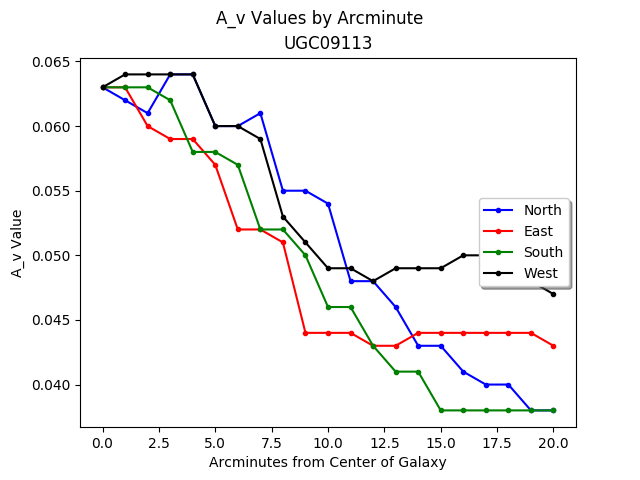 A_v Values by Arcminute
UGC09113
0.065
0.060
0.055
0.050
0.045
0.040
A_v Value
North
East
South
West
0.0 2.5 5.0 7.5 10.0 12.5 15.0 17.5 20.0
Arcminutes from Center of Galaxy